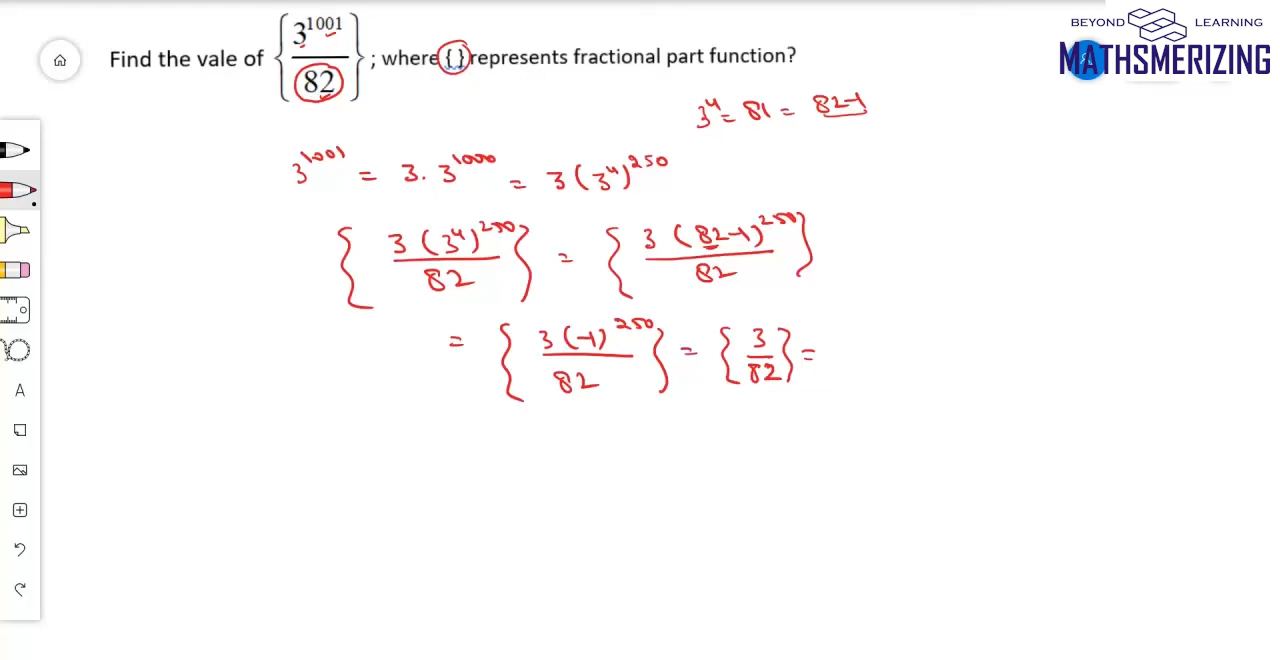 BEYOND LEARNING
MATHSMERIZING
Find the vale of {3^1001 / 82} ; where { } represents fractional part function?
3^4 = 81 = 82-1
3^1001 = 3 . 3^1000 = 3 (3^4)^250
{3 (3^4)^250 / 82} = {3 (82-1)^250 / 82}
= {3 (-1)^250 / 82} = {3 / 82} =
A